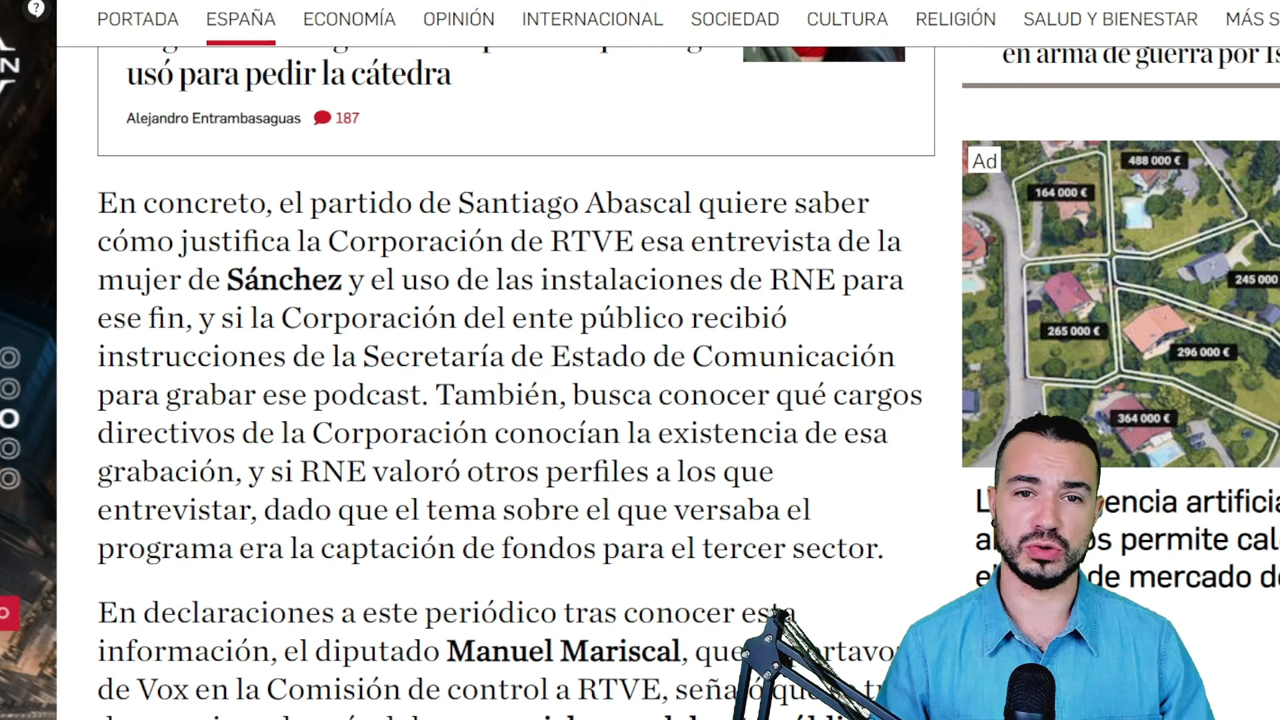 PORTADA ESPAÑA ECONOMÍA OPINIÓN INTERNACIONAL SOCIEDAD CULTURA RELIGIÓN SALUD Y BIENESTAR MÁS S
usó para pedir la cátedra
Alejandro Entrambasaguas 187
En concreto, el partido de Santiago Abascal quiere saber
cómo justifica la Corporación de RTVE esa entrevista de la
mujer de Sánchez y el uso de las instalaciones de RNE para
ese fin, y si la Corporación del ente público recibió
instrucciones de la Secretaría de Estado de Comunicación
para grabar ese podcast. También, busca conocer qué cargos
directivos de la Corporación conocían la existencia de esa
grabación, y si RNE valoró otros perfiles a los que
entrevistar, dado que el tema sobre el que versaba el
programa era la captación de fondos para el tercer sector.
En declaraciones a este periódico tras conocer esta
información, el diputado Manuel Mariscal, que
de Vox en la Comisión de control a RTVE,
en arma de guerra por
Ad
488 000 €
164 000 €
245 000
265 000 €
296 000 €
364 000 €
encia artificia
permite cal
de mercado de